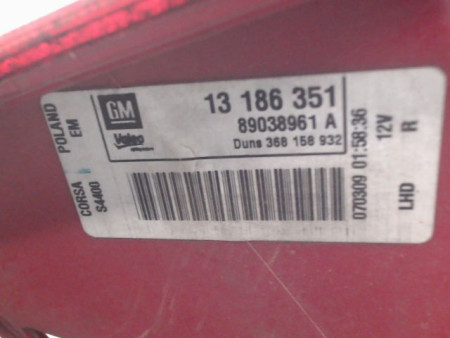 POLAND
EM
CORSA
S4400
GM
Valeo
13 186 351
89038961 A
Duns 368 158 932
070309 01:58:36
12V
R
LHD